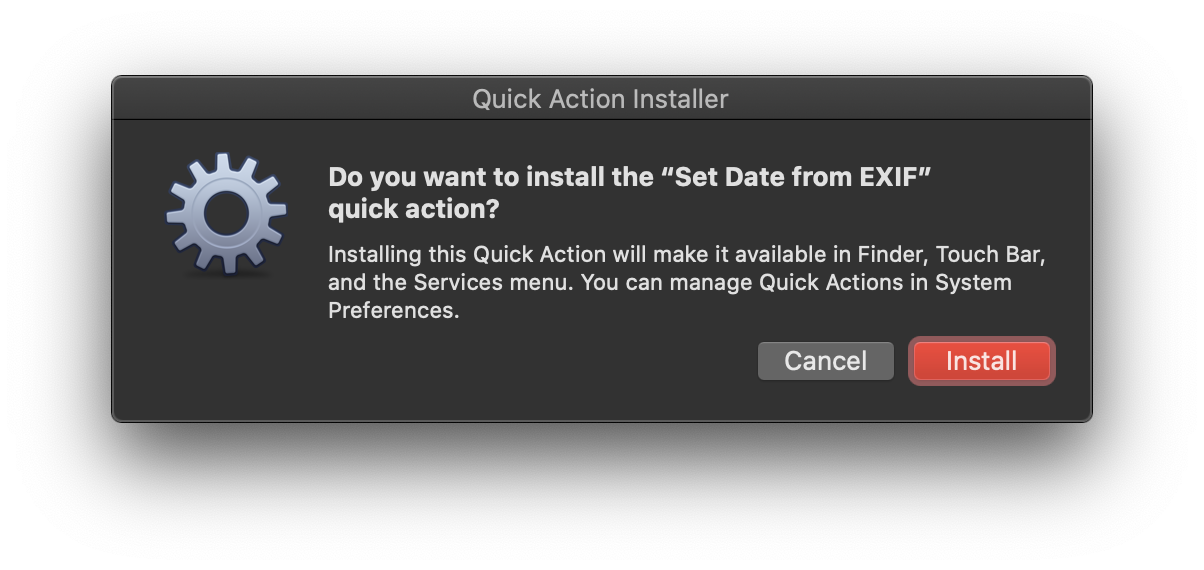 Quick Action Installer
Do you want to install the “Set Date from EXIF”
quick action?
Installing this Quick Action will make it available in Finder, Touch Bar,
and the Services menu. You can manage Quick Actions in System
Preferences.
Cancel Install